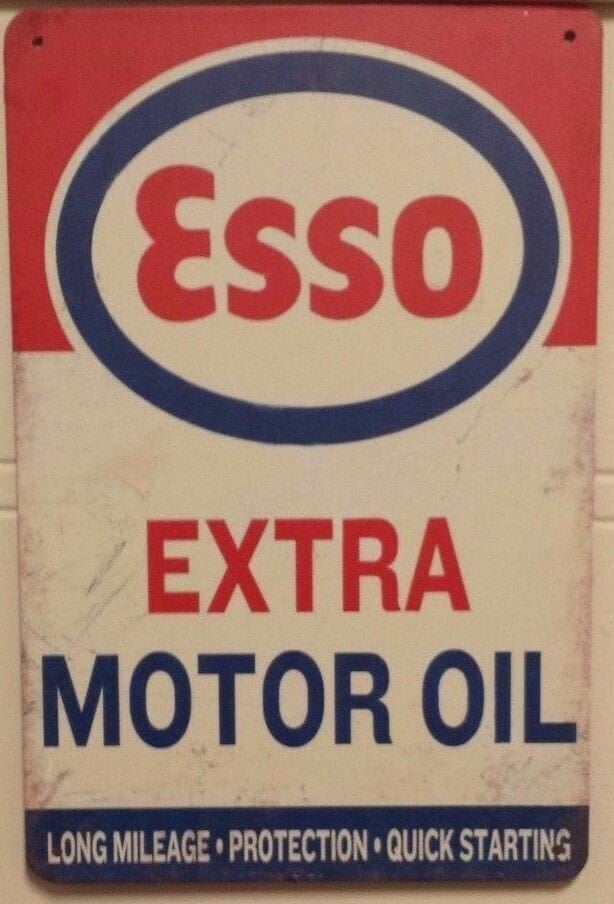 Esso
EXTRA
MOTOR OIL
LONG MILEAGE • PROTECTION • QUICK STARTING